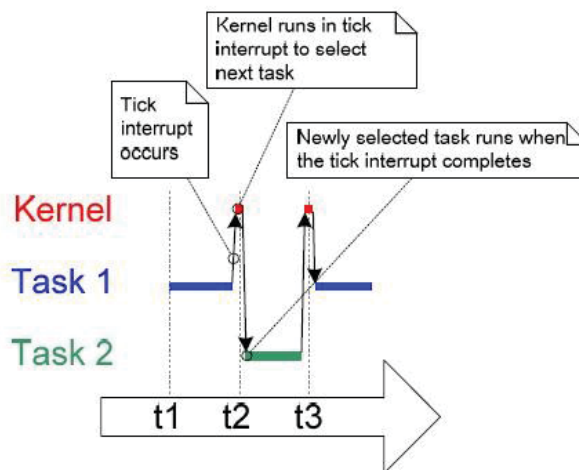 Kernel runs in tick
interrupt to select
next task
Tick
interrupt
occurs
Newly selected task runs when
the tick interrupt completes
Kernel
Task 1
Task 2
t1 t2 t3